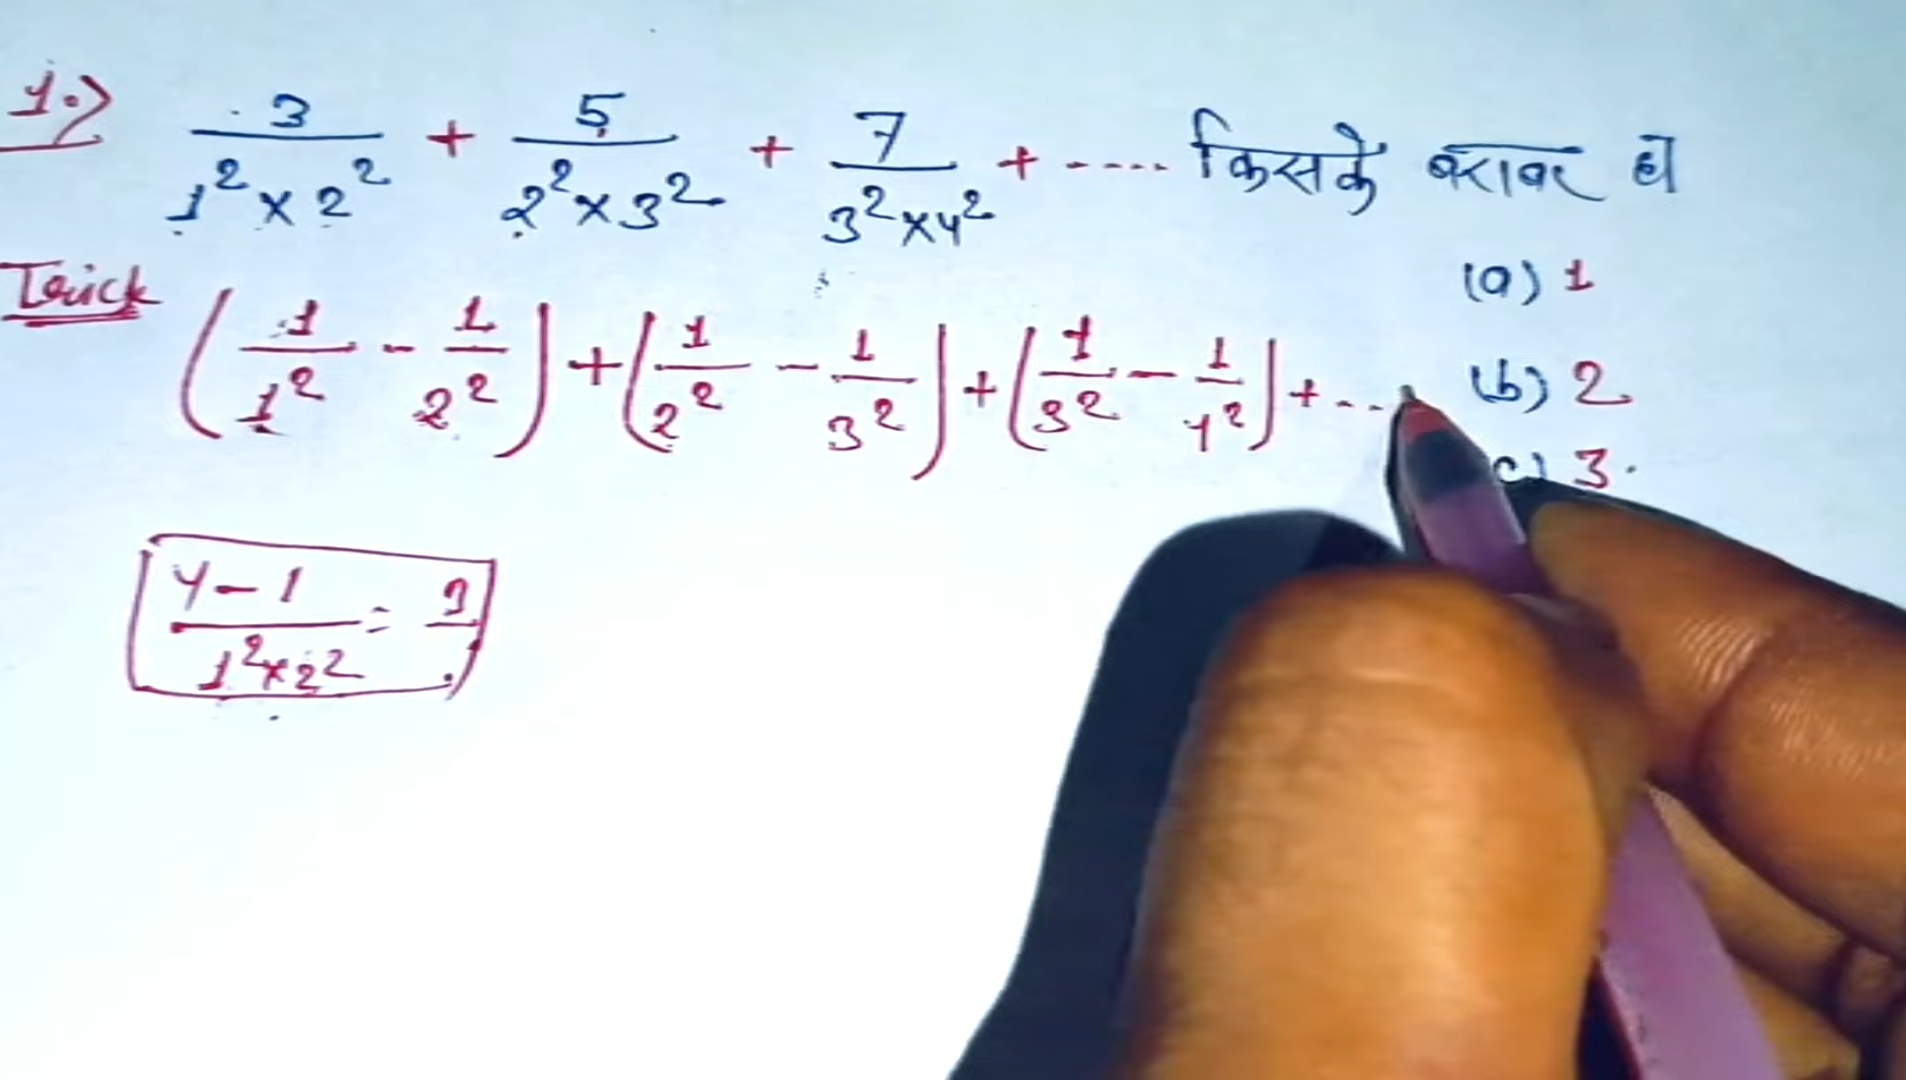 1.) 3/(1² × 2²) + 5/(2² × 3²) + 7/(3² × 4²) + ..... किसके बराबर है
(a) 1
Trick (1/1² - 1/2²) + (1/2² - 1/3²) + (1/3² - 1/4²) + ...
(b) 2
(c) 3
(4 - 1)/(1² × 2²) =